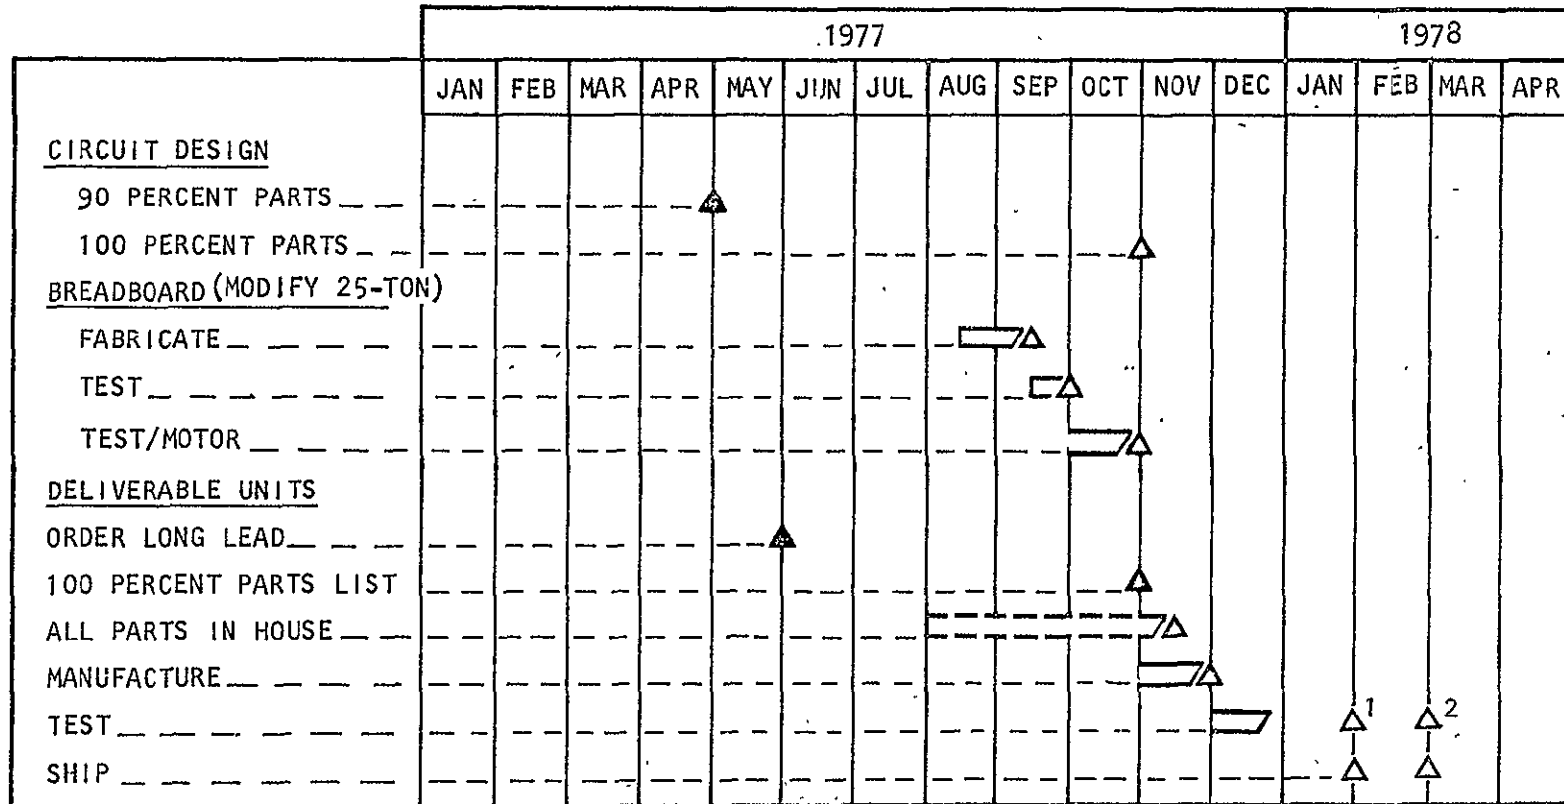 1977 1978
JAN FEB MAR APR MAY JUN JUL AUG SEP OCT NOV DEC JAN FEB MAR APR
CIRCUIT DESIGN
90 PERCENT PARTS
100 PERCENT PARTS
BREADBOARD (MODIFY 25-TON)
FABRICATE
TEST
TEST/MOTOR
DELIVERABLE UNITS
ORDER LONG LEAD
100 PERCENT PARTS LIST
ALL PARTS IN HOUSE
MANUFACTURE
TEST 1 2
SHIP